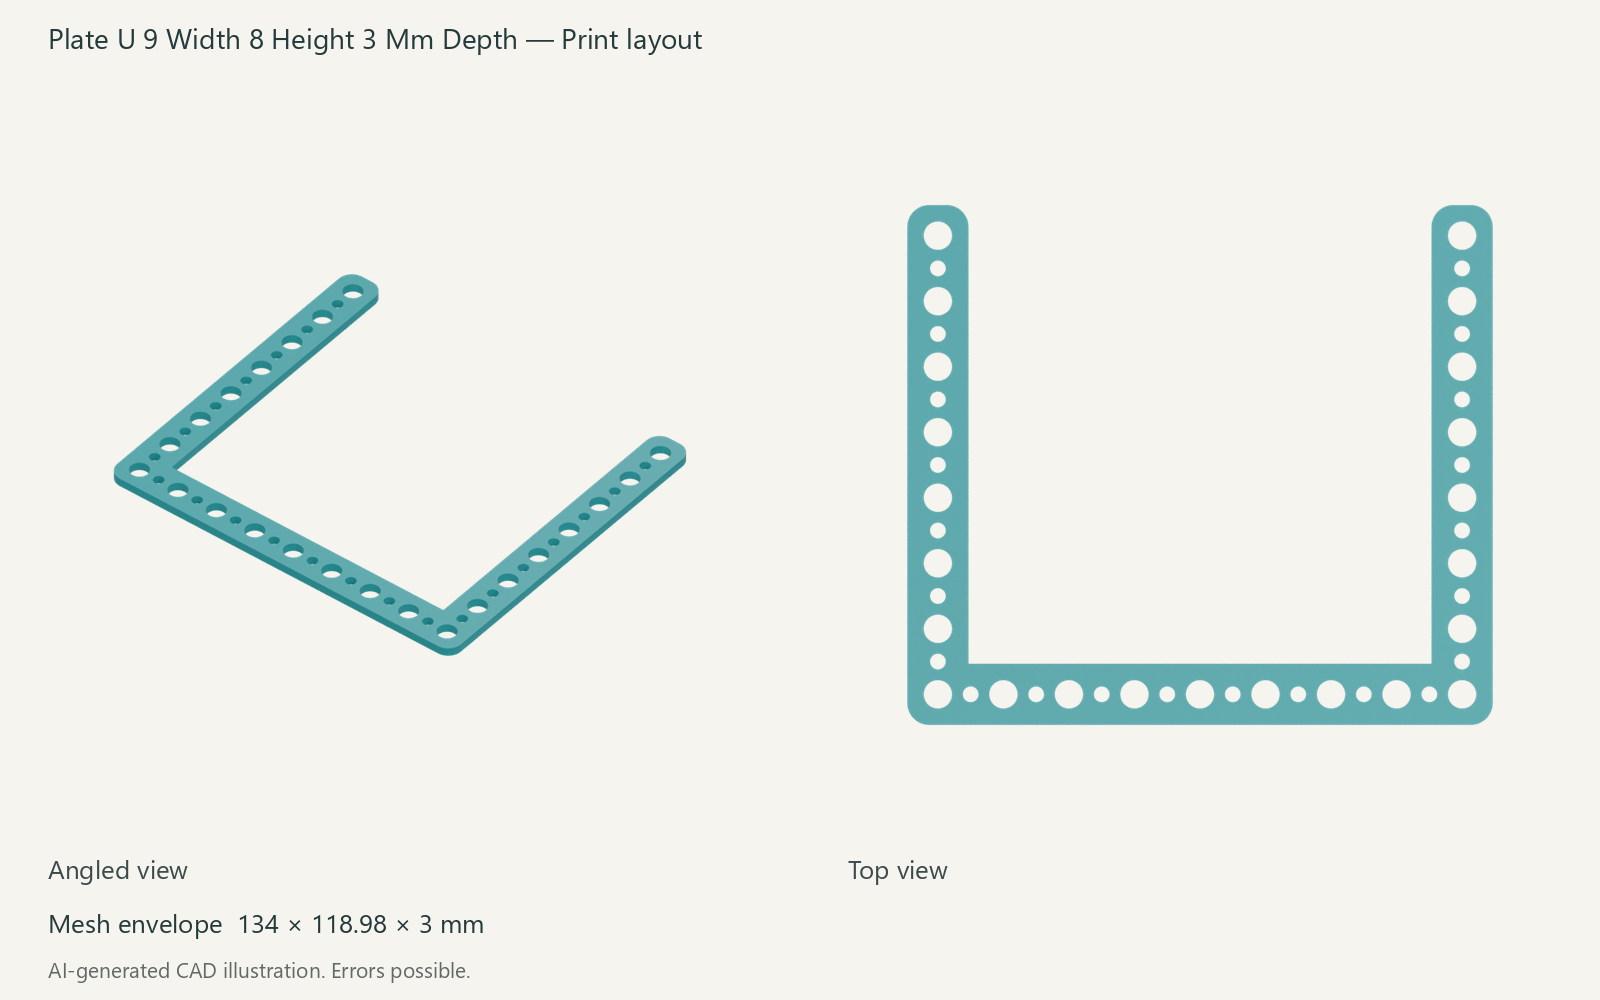 Plate U 9 Width 8 Height 3 Mm Depth — Print layout
Angled view
Top view
Mesh envelope 134 × 118.98 × 3 mm
AI-generated CAD illustration. Errors possible.